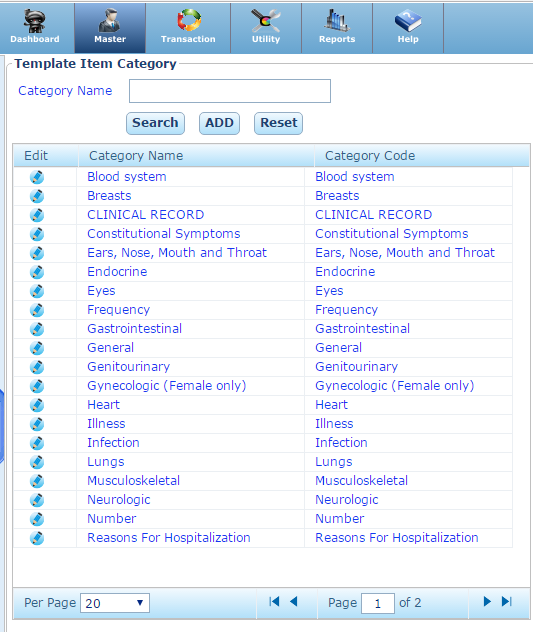 Dashboard Master Transaction Utility Reports Help
Template Item Category
Category Name
Search ADD Reset
Edit Category Name Category Code
Blood system Blood system
Breasts Breasts
CLINICAL RECORD CLINICAL RECORD
Constitutional Symptoms Constitutional Symptoms
Ears, Nose, Mouth and Throat Ears, Nose, Mouth and Throat
Endocrine Endocrine
Eyes Eyes
Frequency Frequency
Gastrointestinal Gastrointestinal
General General
Genitourinary Genitourinary
Gynecologic (Female only) Gynecologic (Female only)
Heart Heart
Illness Illness
Infection Infection
Lungs Lungs
Musculoskeletal Musculoskeletal
Neurologic Neurologic
Number Number
Reasons For Hospitalization Reasons For Hospitalization
Per Page 20 Page 1 of 2